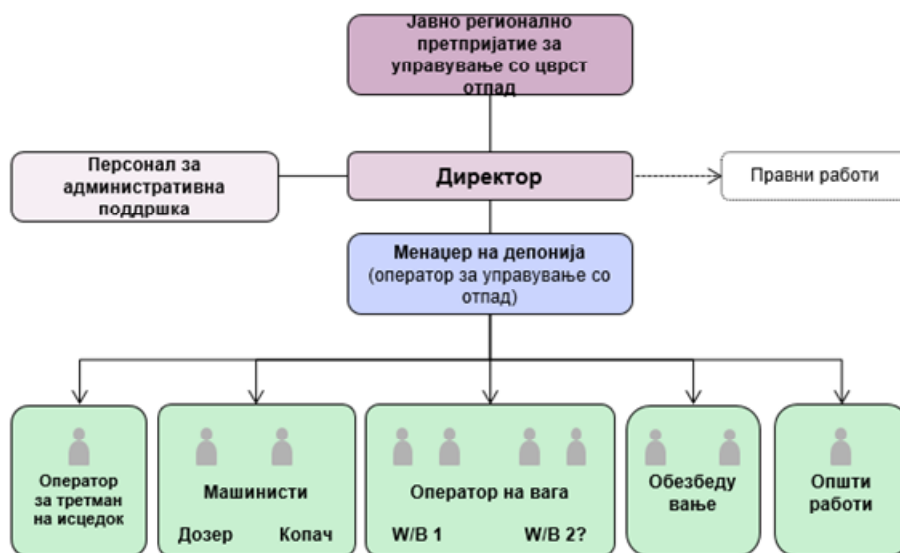 Јавно регионално
претпријатие за
управување со цврст
отпад
Персонал за
административна
поддршка
Директор
Правни работи
Менаџер на депонија
(оператор за управување со
отпад)
Оператор
за третман
на исцедок
Машинисти
Дозер Копач
Оператор на вага
W/B 1 W/B 2?
Обезбеду
вање
Општи
работи